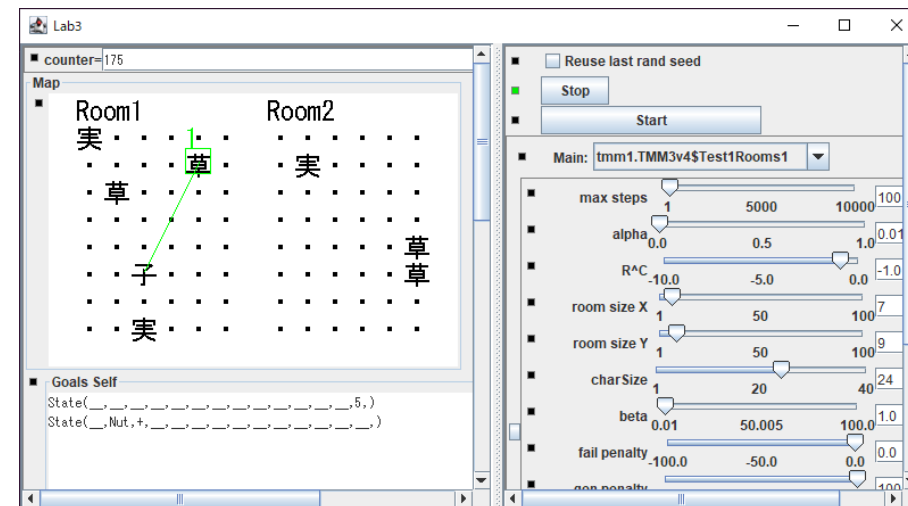 Lab3
counter=175
Map
Room1 Room2
実
1
草 実
草
草
子 草
実
Goals Self
State(__,__,__,__,__,__,__,__,__,__,__,__,5,)
State(__,Nut,+,__,__,__,__,__,__,__,__,__,__,)
Reuse last rand seed
Stop
Start
Main: tmm1.TMM3v4$Test1Rooms1
max steps 1 5000 10000 100
alpha 0.0 0.5 1.0 0.01
R^C -10.0 -5.0 0.0 -1.0
room size X 1 50 100 7
room size Y 1 50 100 9
charSize 1 20 40 24
beta 0.01 50.005 100.0 1.0
fail penalty -100.0 -50.0 0.0 0.0